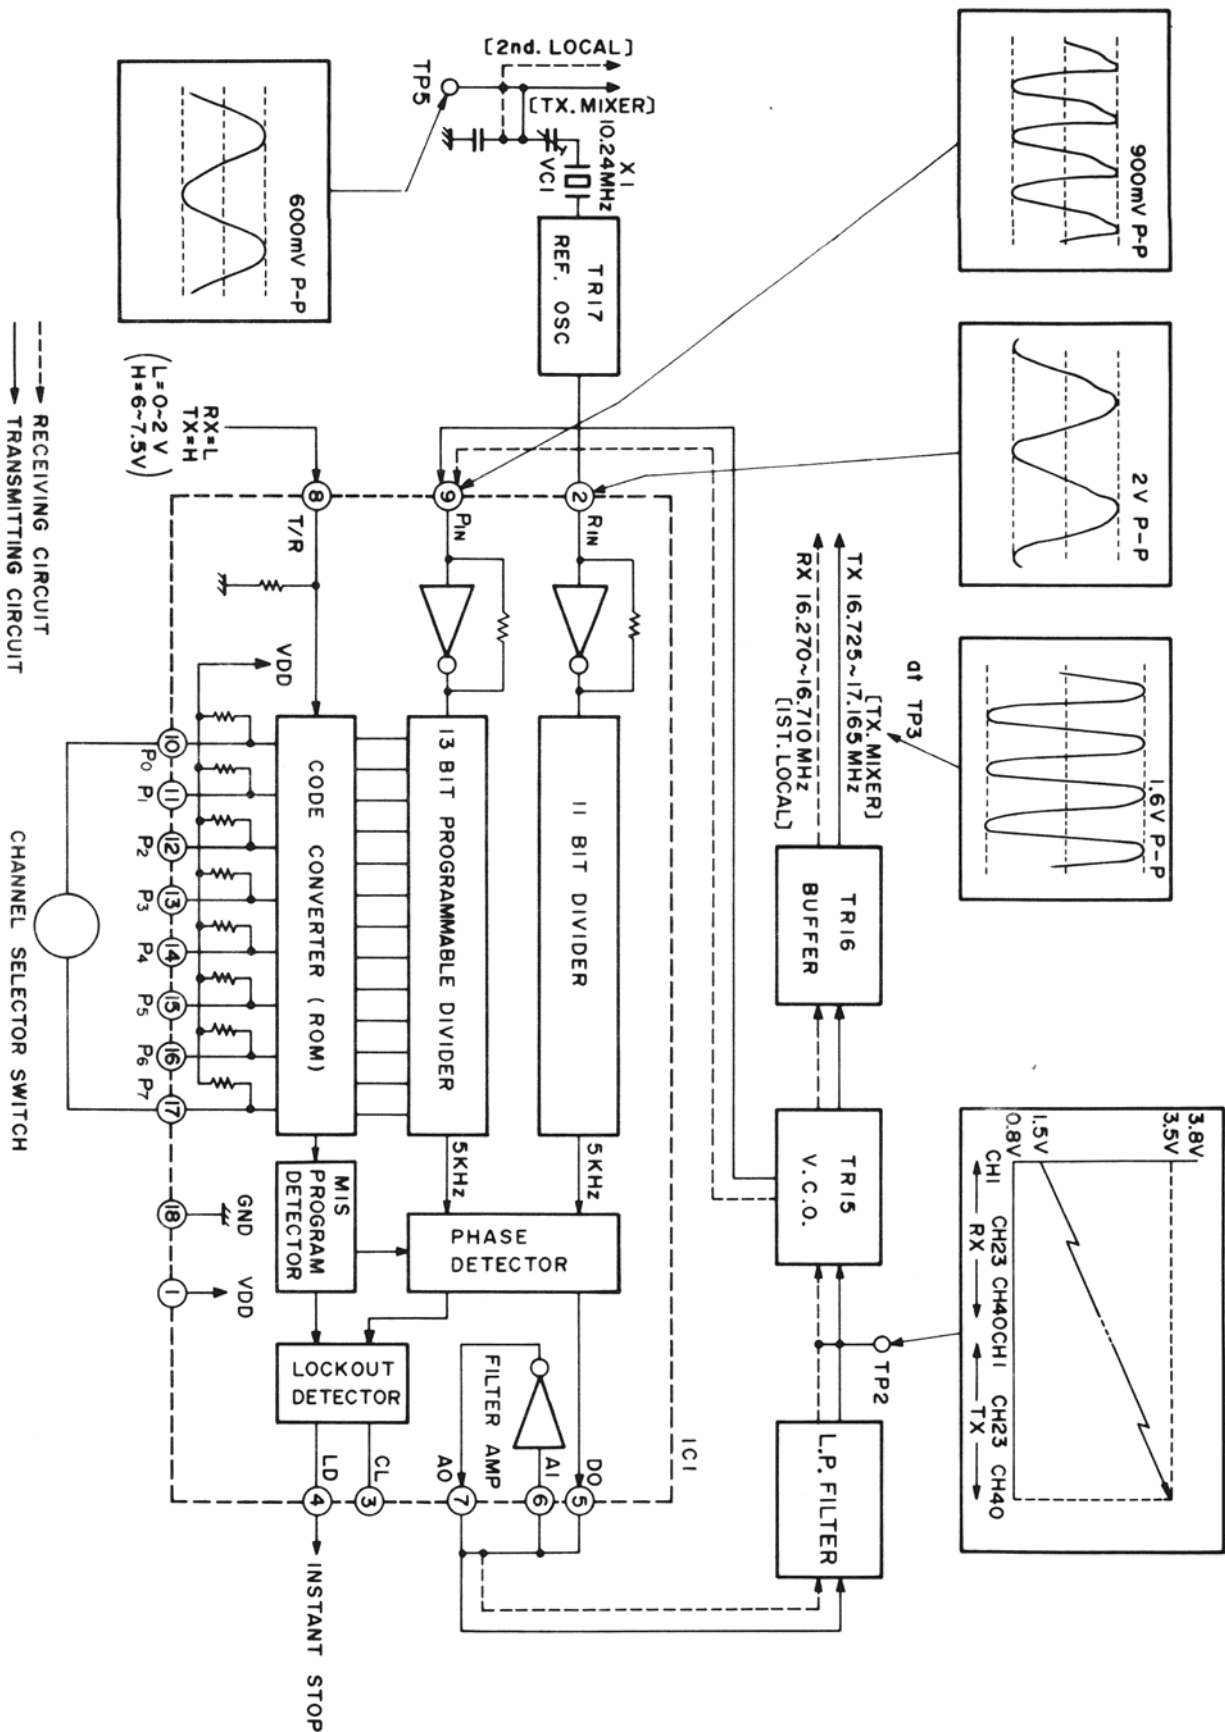 900mV P-P
2V P-P
1.6V P-P
at TP3
3.8V
3.5V
1.5V
0.8V
CH1 CH23 CH40CH1 CH23 CH40
RX
TX
[2nd. LOCAL]
[TX. MIXER]
TP5
VC1
X1
10.24MHz
600mV P-P
TR17
REF. OSC
TX 16.725~17.165 MHz
[TX. MIXER]
RX 16.270~16.710 MHz
[IST. LOCAL]
TR16
BUFFER
TR15
V.C.O.
TP2
L.P. FILTER
IC1
2
RIN
11 BIT DIVIDER
5KHz
9
PIN
13 BIT PROGRAMMABLE DIVIDER
5KHz
PHASE
DETECTOR
RX=L
TX=H
(L=0~2 V
H=6~7.5V)
8
T/R
CODE CONVERTER (ROM)
MIS
PROGRAM
DETECTOR
LOCKOUT
DETECTOR
FILTER AMP
DO
5
AI
6
AO
7
CL
3
LD
4
INSTANT STOP
VDD
10 11 12 13 14 15 16 17 18 1
P0 P1 P2 P3 P4 P5 P6 P7
GND
VDD
CHANNEL SELECTOR SWITCH
RECEIVING CIRCUIT
TRANSMITTING CIRCUIT